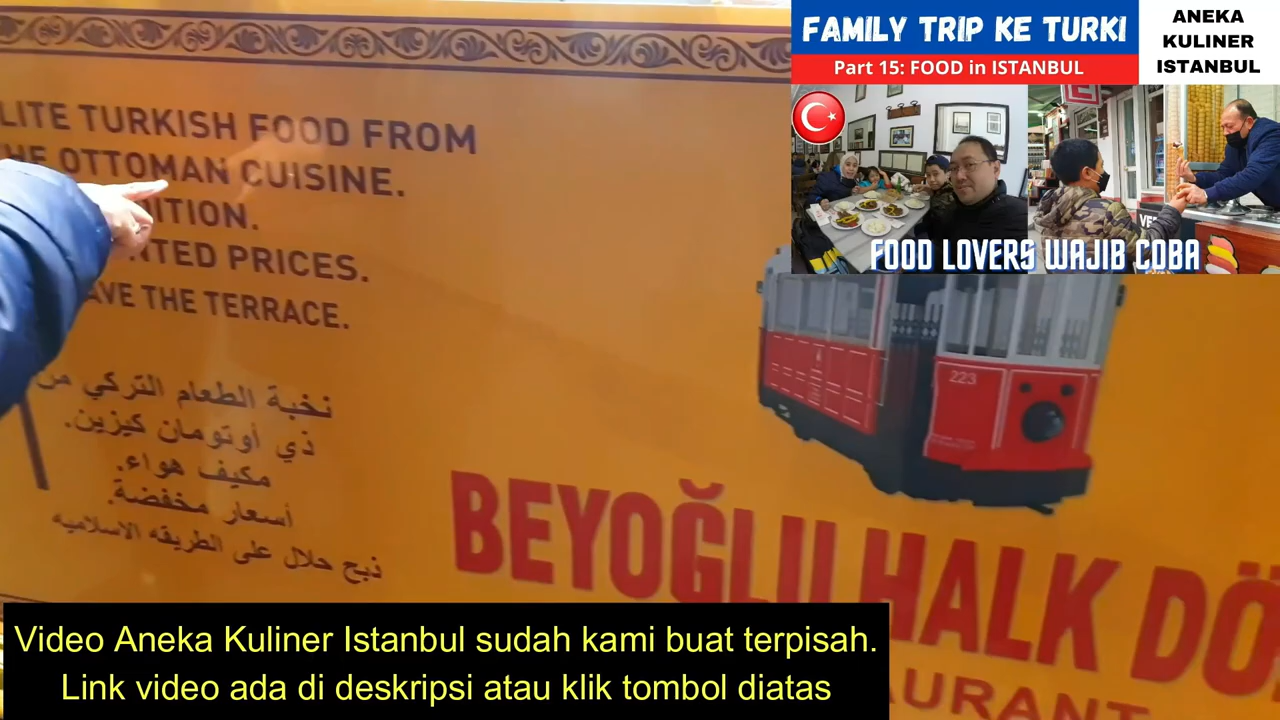 LITE TURKISH FOOD FROM
HE OTTOMAN CUISINE.
ITION.
NTED PRICES.
AVE THE TERRACE.
نخبة الطعام التركي من
ذي أوتومان كيزين.
مكيف هواء.
أسعار مخفضة.
ذبح حلال على الطريقه الاسلاميه
223
BEYOĞLU HALK DÖ
AURANT
FAMILY TRIP KE TURKI
Part 15: FOOD in ISTANBUL
ANEKA
KULINER
ISTANBUL
FOOD LOVERS WAJIB COBA
Video Aneka Kuliner Istanbul sudah kami buat terpisah.
Link video ada di deskripsi atau klik tombol diatas